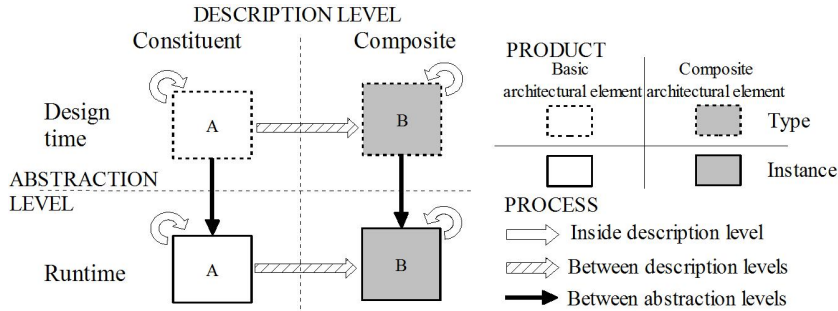 DESCRIPTION LEVEL
Constituent
Composite
Design
time
A
B
ABSTRACTION
LEVEL
Runtime
A
B
PRODUCT
Basic
architectural element
Composite
architectural element
Type
Instance
PROCESS
Inside description level
Between description levels
Between abstraction levels